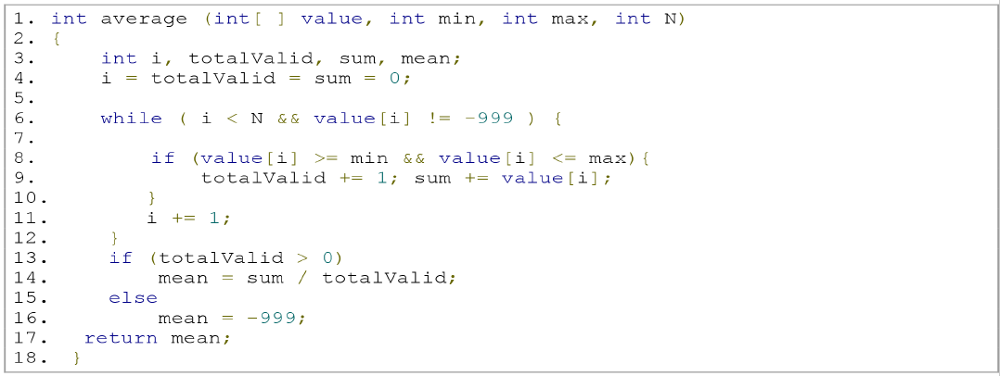 1. int average (int[ ] value, int min, int max, int N)
2. {
3.     int i, totalValid, sum, mean;
4.     i = totalValid = sum = 0;
5.
6.     while ( i < N && value[i] != -999 ) {
7.
8.         if (value[i] >= min && value[i] <= max){
9.             totalValid += 1; sum += value[i];
10.        }
11.        i += 1;
12.     }
13.     if (totalValid > 0)
14.         mean = sum / totalValid;
15.     else
16.         mean = -999;
17.   return mean;
18.  }